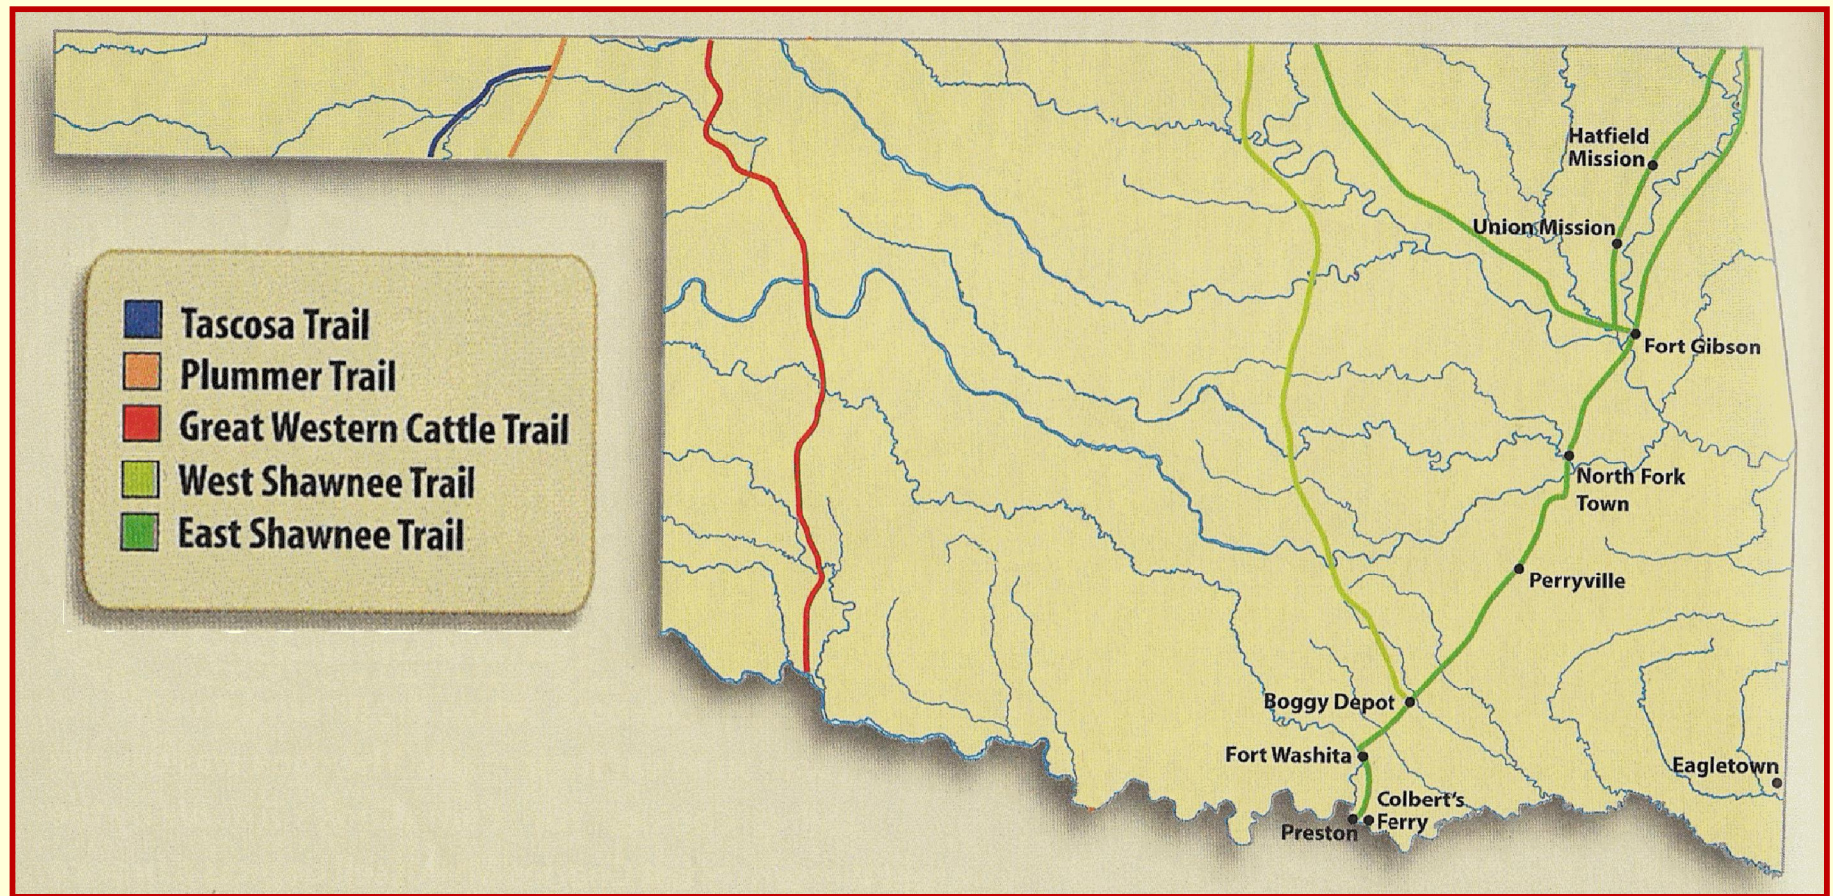 Hatfield
Mission
Union Mission
Fort Gibson
Tascosa Trail
Plummer Trail
Great Western Cattle Trail
West Shawnee Trail
East Shawnee Trail
North Fork
Town
Perryville
Boggy Depot
Fort Washita
Eagletown
Colbert's
Ferry
Preston